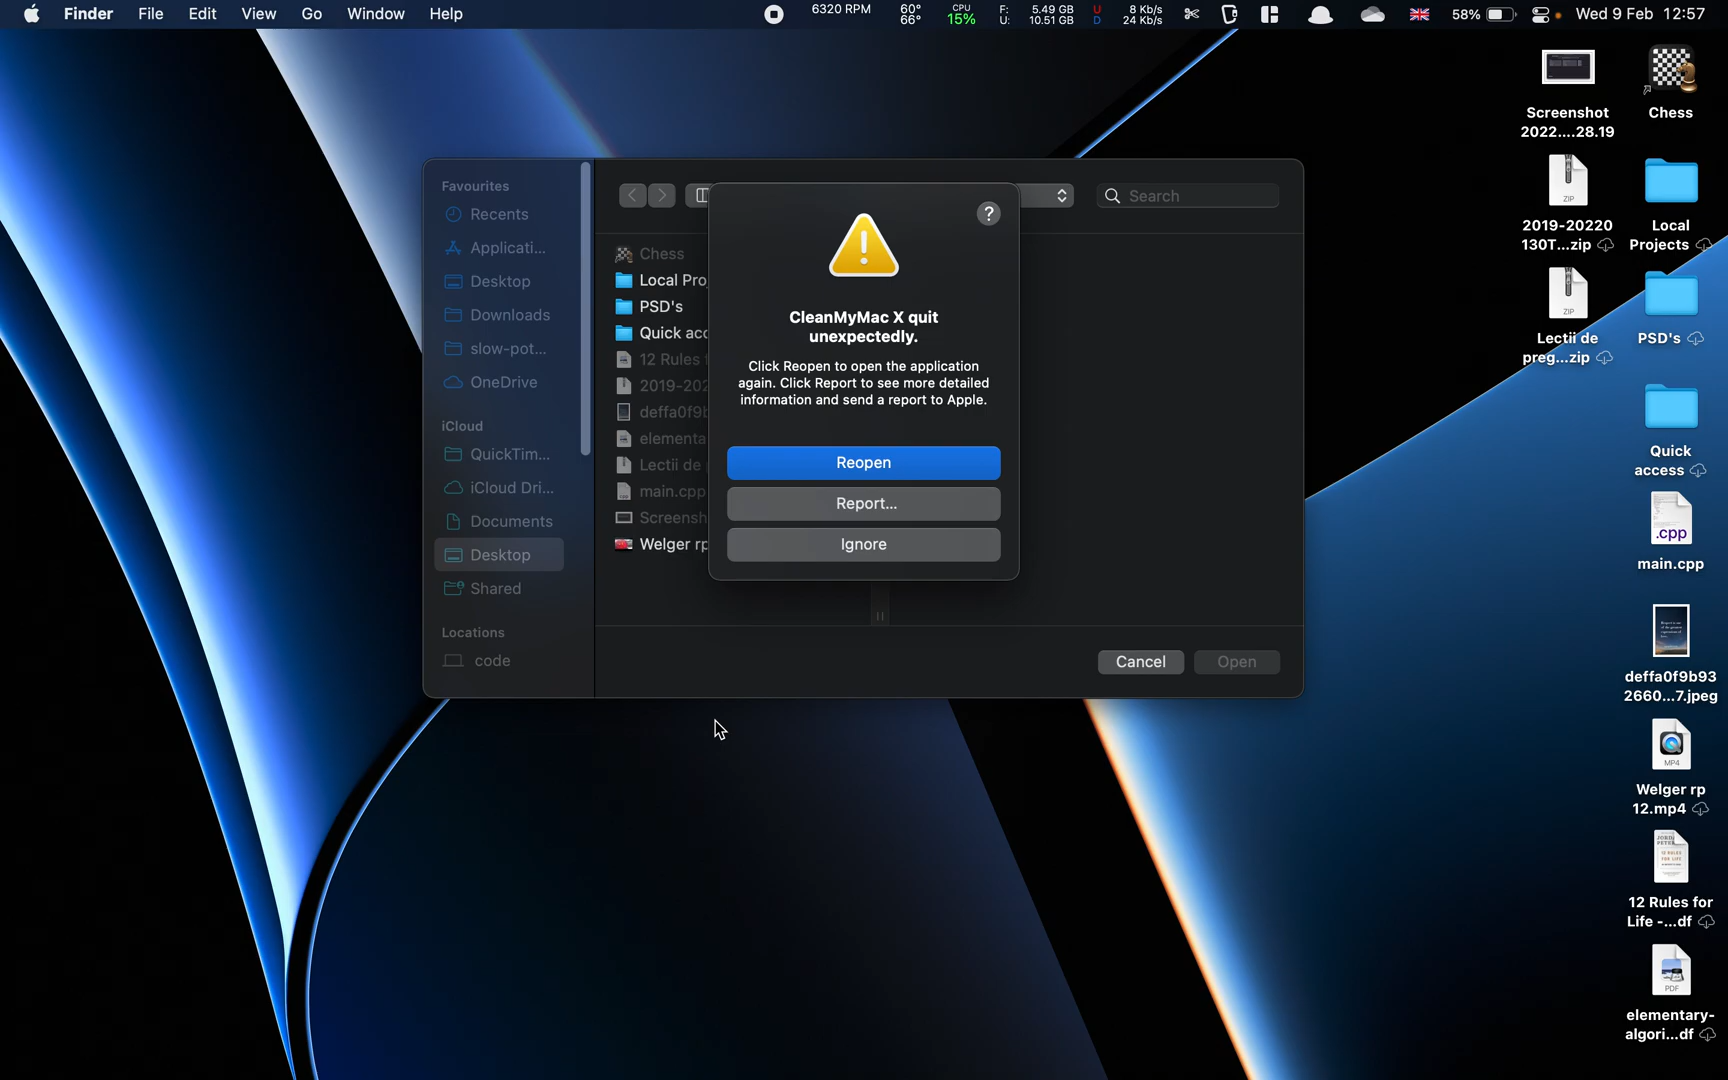 Finder File Edit View Go Window Help
6320 RPM 60° 66° CPU 15% F: 5.49 GB U: 10.51 GB U 8 Kb/s D 24 Kb/s 58% Wed 9 Feb 12:57
Favourites
Recents
Applicati...
Desktop
Downloads
slow-pot...
OneDrive
iCloud
QuickTim...
iCloud Dri...
Documents
Desktop
Shared
Locations
code
Search
Chess
Local Pro
PSD's
Quick acc
12 Rules
2019-202
deffa0f9b
elementa
Lectii de
main.cpp
Screensh
Welger rp
?
CleanMyMac X quit
unexpectedly.
Click Reopen to open the application
again. Click Report to see more detailed
information and send a report to Apple.
Reopen
Report...
Ignore
Cancel Open
Screenshot
2022....28.19
Chess
ZIP
2019-20220
130T...zip
Local
Projects
ZIP
Lectii de
preg...zip
PSD's
Quick
access
.cpp
main.cpp
deffa0f9b93
2660...7.jpeg
MP4
Welger rp
12.mp4
12 Rules for
Life -...df
PDF
elementary-
algori...df